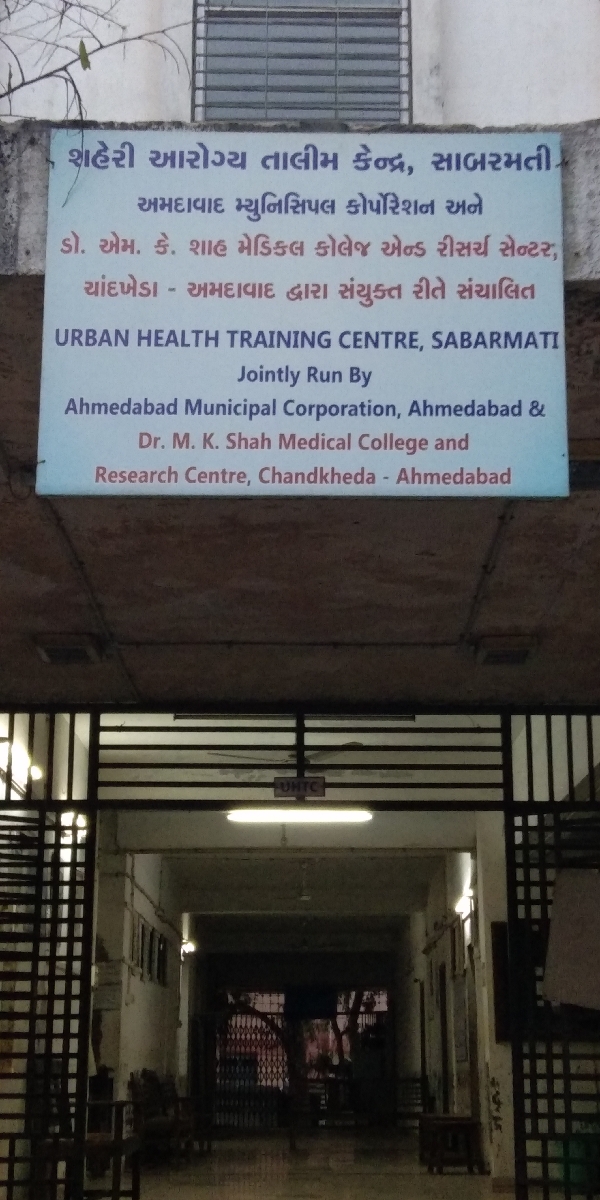 શહેરી આરોગ્ય તાલીમ કેન્દ્ર, સાબરમતી
અમદાવાદ મ્યુનિસિપલ કોર્પોરેશન અને
ડો. એમ. કે. શાહ મેડિકલ કોલેજ એન્ડ રીસર્ચ સેન્ટર,
ચાંદખેડા - અમદાવાદ દ્વારા સંયુક્ત રીતે સંચાલિત
URBAN HEALTH TRAINING CENTRE, SABARMATI
Jointly Run By
Ahmedabad Municipal Corporation, Ahmedabad &
Dr. M. K. Shah Medical College and
Research Centre, Chandkheda - Ahmedabad
UHTC